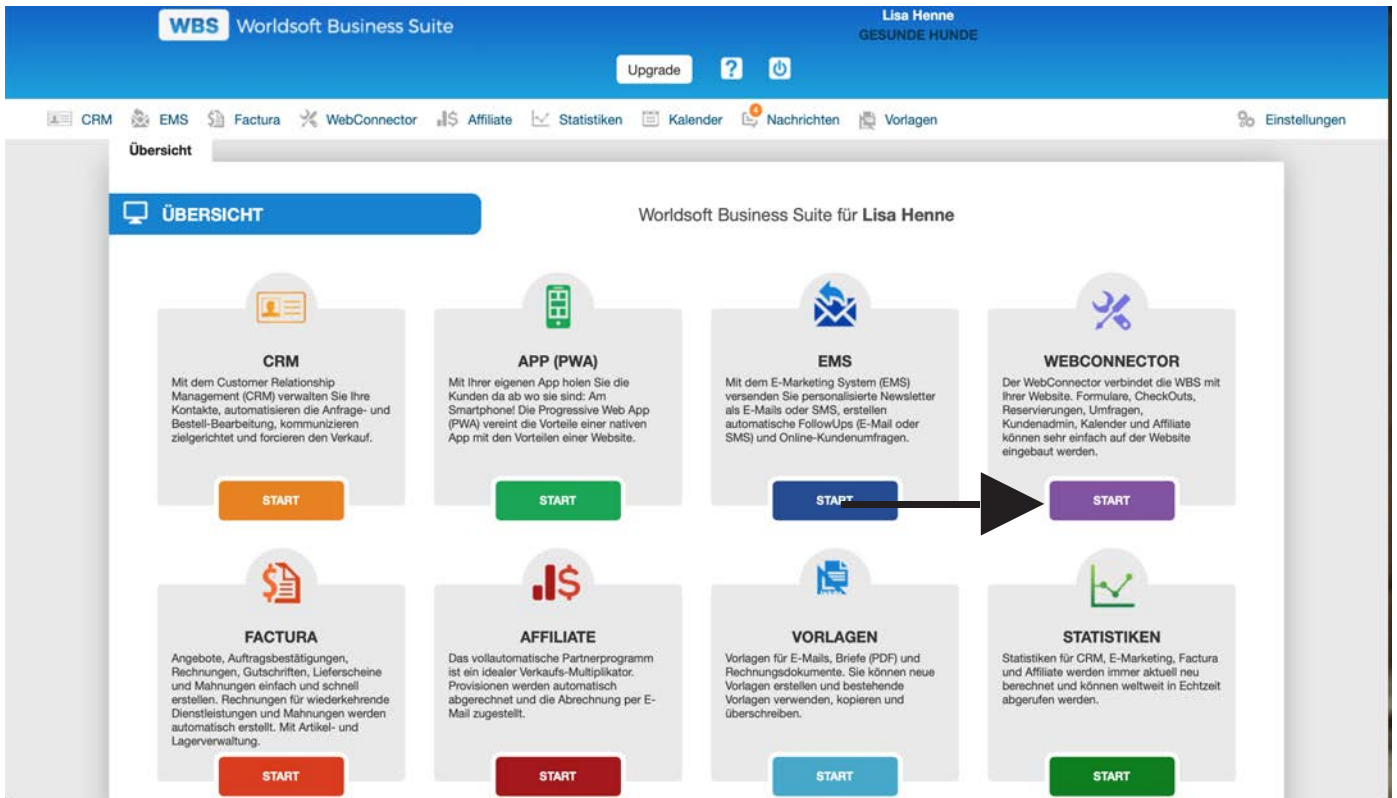 WBS Worldsoft Business Suite
Lisa Henne
GESUNDE HUNDE
Upgrade ?
CRM EMS Factura WebConnector Affiliate Statistiken Kalender 4 Nachrichten Vorlagen Einstellungen
Übersicht
ÜBERSICHT
Worldsoft Business Suite für Lisa Henne
CRM
Mit dem Customer Relationship
Management (CRM) verwalten Sie Ihre
Kontakte, automatisieren die Anfrage- und
Bestell-Bearbeitung, kommunizieren
zielgerichtet und forcieren den Verkauf.
START
APP (PWA)
Mit Ihrer eigenen App holen Sie die
Kunden da ab wo sie sind: Am
Smartphone! Die Progressive Web App
(PWA) vereint die Vorteile einer nativen
App mit den Vorteilen einer Website.
START
EMS
Mit dem E-Marketing System (EMS)
versenden Sie personalisierte Newsletter
als E-Mails oder SMS, erstellen
automatische FollowUps (E-Mail oder
SMS) und Online-Kundenumfragen.
START
WEBCONNECTOR
Der WebConnector verbindet die WBS mit
Ihrer Website. Formulare, CheckOuts,
Reservierungen, Umfragen,
Kundenadmin, Kalender und Affiliate
können sehr einfach auf der Website
eingebaut werden.
START
FACTURA
Angebote, Auftragsbestätigungen,
Rechnungen, Gutschriften, Lieferscheine
und Mahnungen einfach und schnell
erstellen. Rechnungen für wiederkehrende
Dienstleistungen und Mahnungen werden
automatisch erstellt. Mit Artikel- und
Lagerverwaltung.
START
AFFILIATE
Das vollautomatische Partnerprogramm
ist ein idealer Verkaufs-Multiplikator.
Provisionen werden automatisch
abgerechnet und die Abrechnung per E-
Mail zugestellt.
START
VORLAGEN
Vorlagen für E-Mails, Briefe (PDF) und
Rechnungsdokumente. Sie können neue
Vorlagen erstellen und bestehende
Vorlagen verwenden, kopieren und
überschreiben.
START
STATISTIKEN
Statistiken für CRM, E-Marketing, Factura
und Affiliate werden immer aktuell neu
berechnet und können weltweit in Echtzeit
abgerufen werden.
START